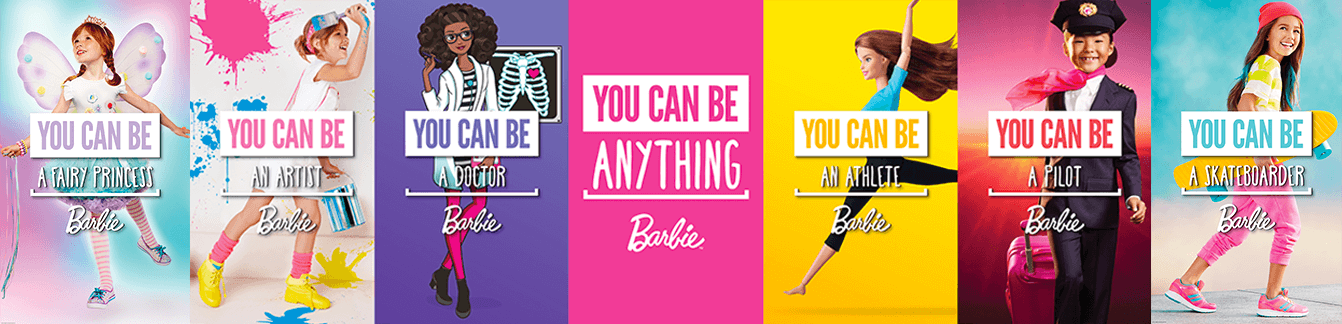 YOU CAN BE
A FAIRY PRINCESS
Barbie
YOU CAN BE
AN ARTIST
Barbie
YOU CAN BE
A DOCTOR
Barbie
YOU CAN BE
ANYTHING
Barbie
YOU CAN BE
AN ATHLETE
Barbie
YOU CAN BE
A PILOT
Barbie
YOU CAN BE
A SKATEBOARDER
Barbie